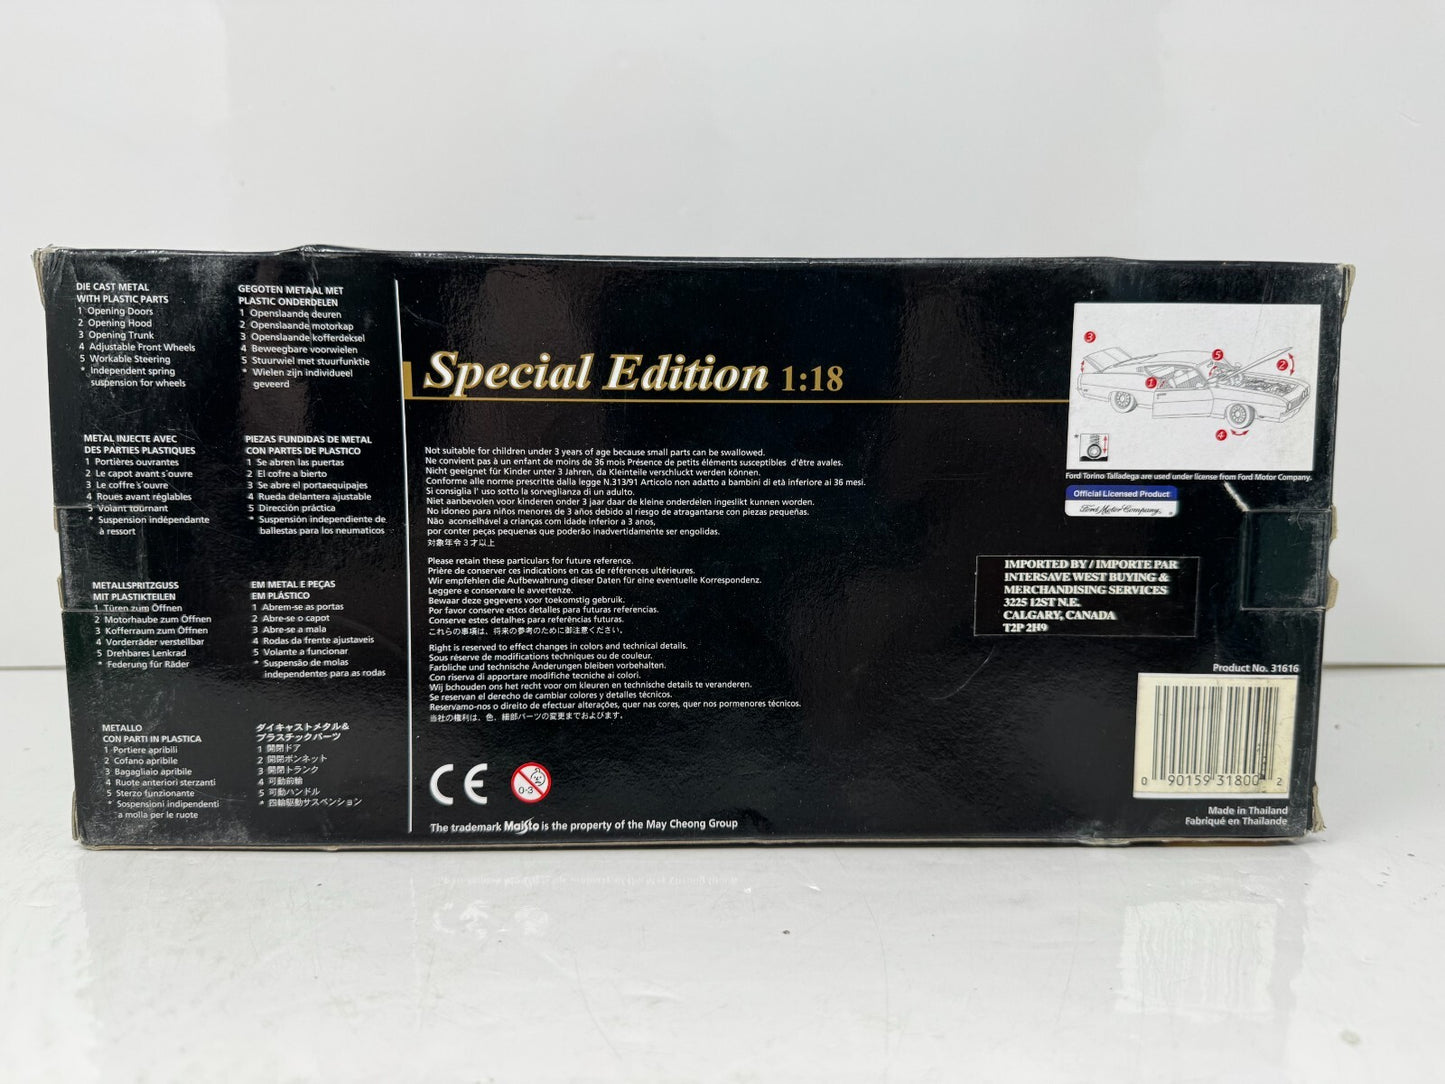 DIE CAST METAL
WITH PLASTIC PARTS
1 Opening Doors
2 Opening Hood
3 Opening Trunk
4 Adjustable Front Wheels
5 Workable Steering
* Independent spring
suspension for wheels
GEGOTEN METAAL MET
PLASTIC ONDERDELEN
1 Openslaande deuren
2 Openslaande motorkap
3 Openslaande kofferdeksel
4 Beweegbare voorwielen
5 Stuurwiel met stuurfunktie
* Wielen zijn individueel
geveerd
METAL INJECTE AVEC
DES PARTIES PLASTIQUES
1 Portières ouvrantes
2 Le capot avant s'ouvre
3 Le coffre s'ouvre
4 Roues avant réglables
5 Volant tournant
* Suspension indépendante
à ressort
PIEZAS FUNDIDAS DE METAL
CON PARTES DE PLASTICO
1 Se abren las puertas
2 El cofre a bierto
3 Se abre el portaequipajes
4 Rueda delantera ajustable
5 Dirección práctica
* Suspensión independiente de
ballestas para los neumaticos
METALLSPRITZGUSS
MIT PLASTIKTEILEN
1 Türen zum Öffnen
2 Motorhaube zum Öffnen
3 Kofferraum zum Öffnen
4 Vorderräder verstellbar
5 Drehbares Lenkrad
* Federung für Räder
EM METAL E PEÇAS
EM PLÁSTICO
1 Abrem-se as portas
2 Abre-se o capot
3 Abre-se a mala
4 Rodas da frente ajustaveis
5 Volante a funcionar
* Suspensão de molas
independentes para as rodas
METALLO
CON PARTI IN PLASTICA
1 Portiere apribili
2 Cofano apribile
3 Bagagliaio apribile
4 Ruote anteriori sterzanti
5 Sterzo funzionante
* Sospensioni indipendenti
a molla per le ruote
ダイキャストメタル&
プラスチックパーツ
1 開閉ドア
2 開閉ボンネット
3 開閉トランク
4 可動前輪
5 可動ハンドル
* 四輪駆動サスペンション
Special Edition 1:18
Not suitable for children under 3 years of age because small parts can be swallowed.
Ne convient pas à un enfant de moins de 36 mois Présence de petits éléments susceptibles d'être avales.
Nicht geeignet für Kinder unter 3 Jahren, da Kleinteile verschluckt werden können.
Conforme alle norme prescritte dalla legge N.313/91 Articolo non adatto a bambini di età inferiore ai 36 mesi.
Si consiglia l' uso sotto la sorveglianza di un adulto.
Niet aanbevolen voor kinderen onder 3 jaar daar de kleine onderdelen ingeslikt kunnen worden.
No idoneo para niños menores de 3 años debido al riesgo de atragantarse con piezas pequeñas.
Não aconselhável a crianças com idade inferior a 3 anos,
por conter peças pequenas que poderão inadvertidamente ser engolidas.
対象年令3才以上
Please retain these particulars for future reference.
Prière de conserver ces indications en cas de références ultérieures.
Wir empfehlen die Aufbewahrung dieser Daten für eine eventuelle Korrespondenz.
Leggere e conservare le avertenze.
Bewaar deze gegevens voor toekomstig gebruik.
Por favor conserve estos detalles para futuras referencias.
Conserve estes detalhes para referências futuras.
これらの事項は、将来の参考のために御注意ください。
Right is reserved to effect changes in colors and technical details.
Sous réserve de modifications techniques ou de couleur.
Farbliche und technische Änderungen bleiben vorbehalten.
Con riserva di apportare modifiche tecniche ai colori.
Wij bchouden ons het recht voor om kleuren en technische details te veranderen.
Se reservan el derecho de cambiar colores y detalles técnicos.
Reservamo-nos o direito de efectuar alterações, quer nas cores, quer nos pormenores técnicos.
当社の権利は、色、細部パーツの変更までおよびます。
CE
0-3
The trademark Maisto is the property of the May Cheong Group
3
1
5
2
4
*
Ford Torino Talladega are used under license from Ford Motor Company.
Official Licensed Product
Ford Motor Company.
IMPORTED BY / IMPORTE PAR
INTERSAVE WEST BUYING &
MERCHANDISING SERVICES
3225 12ST N.E.
CALGARY, CANADA
T2P 2H9
Product No. 31616
0 90159 31800 2
Made in Thailand
Fabriqué en Thaïlande